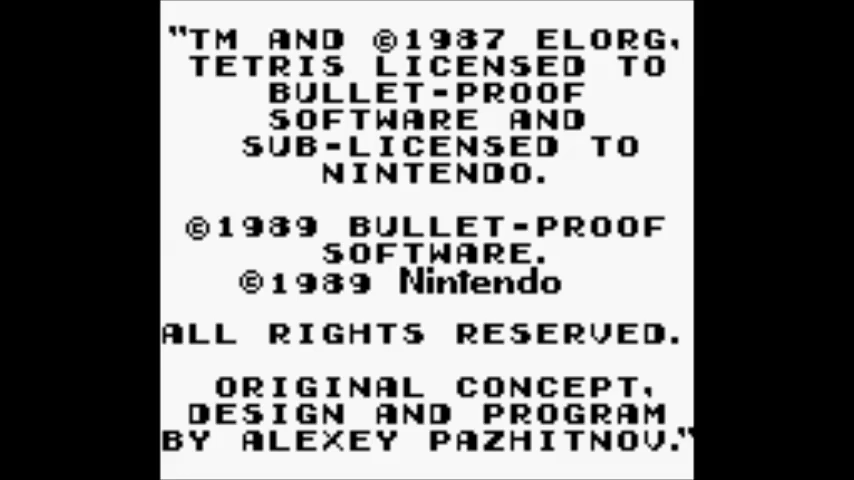 "TM AND ©1987 ELORG,
TETRIS LICENSED TO
BULLET-PROOF
SOFTWARE AND
SUB-LICENSED TO
NINTENDO.
©1989 BULLET-PROOF
SOFTWARE.
©1989 Nintendo
ALL RIGHTS RESERVED.
ORIGINAL CONCEPT,
DESIGN AND PROGRAM
BY ALEXEY PAZHITNOV."